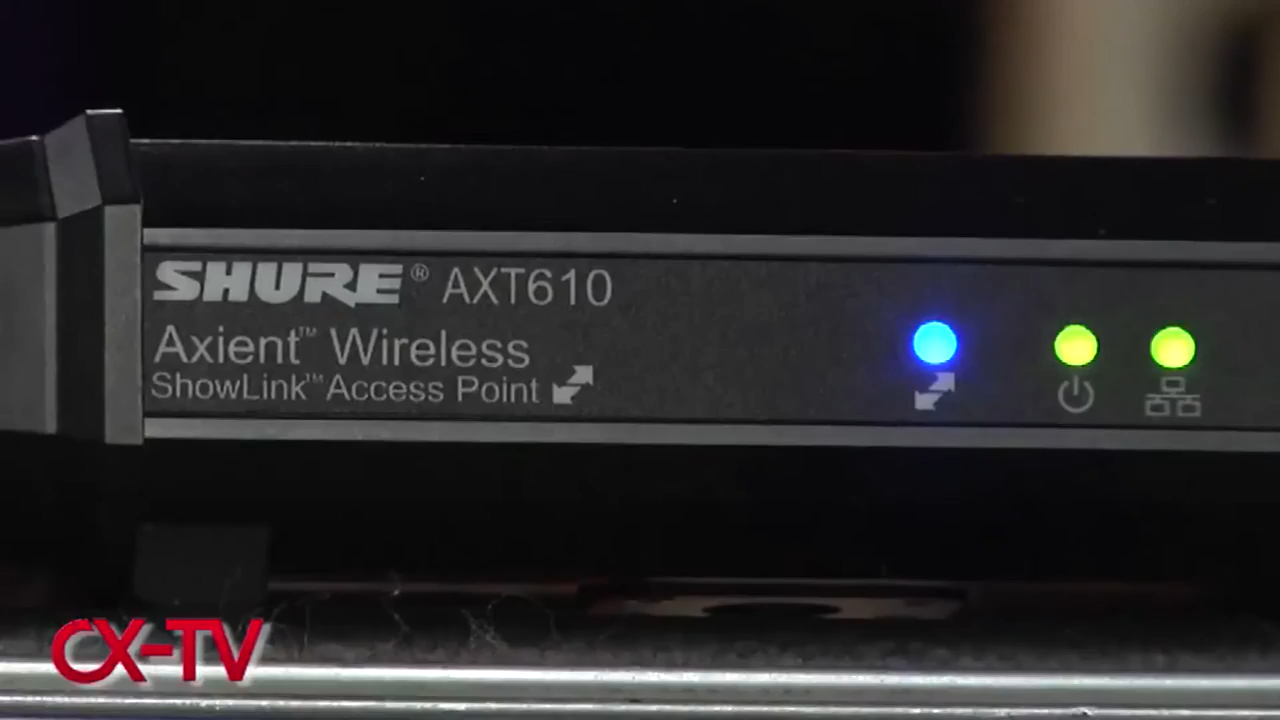 SHURE® AXT610
Axient™ Wireless
ShowLink™ Access Point
CX-TV